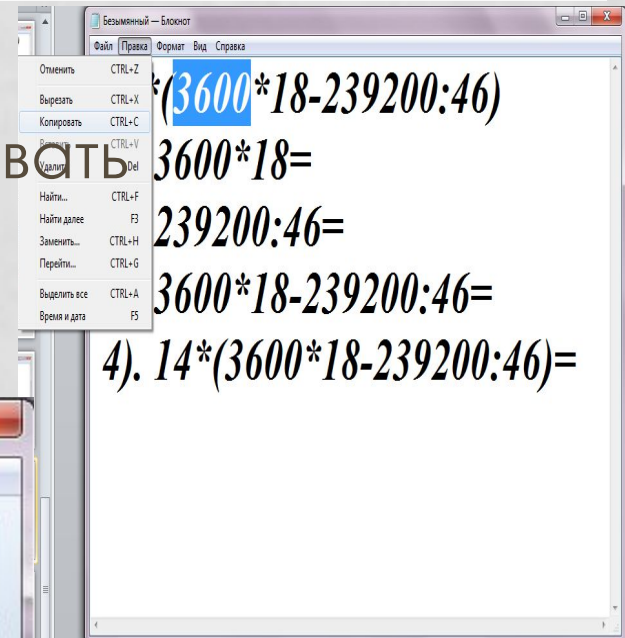 Безымянный — Блокнот
Файл Правка Формат Вид Справка
Отменить CTRL+Z
Вырезать CTRL+X
Копировать CTRL+C
CTRL+V
Удалить Del
Найти... CTRL+F
Найти далее F3
Заменить... CTRL+H
Перейти... CTRL+G
Выделить все CTRL+A
Время и дата F5
вать
*(3600*18-239200:46)
3600*18=
239200:46=
3600*18-239200:46=
4). 14*(3600*18-239200:46)=